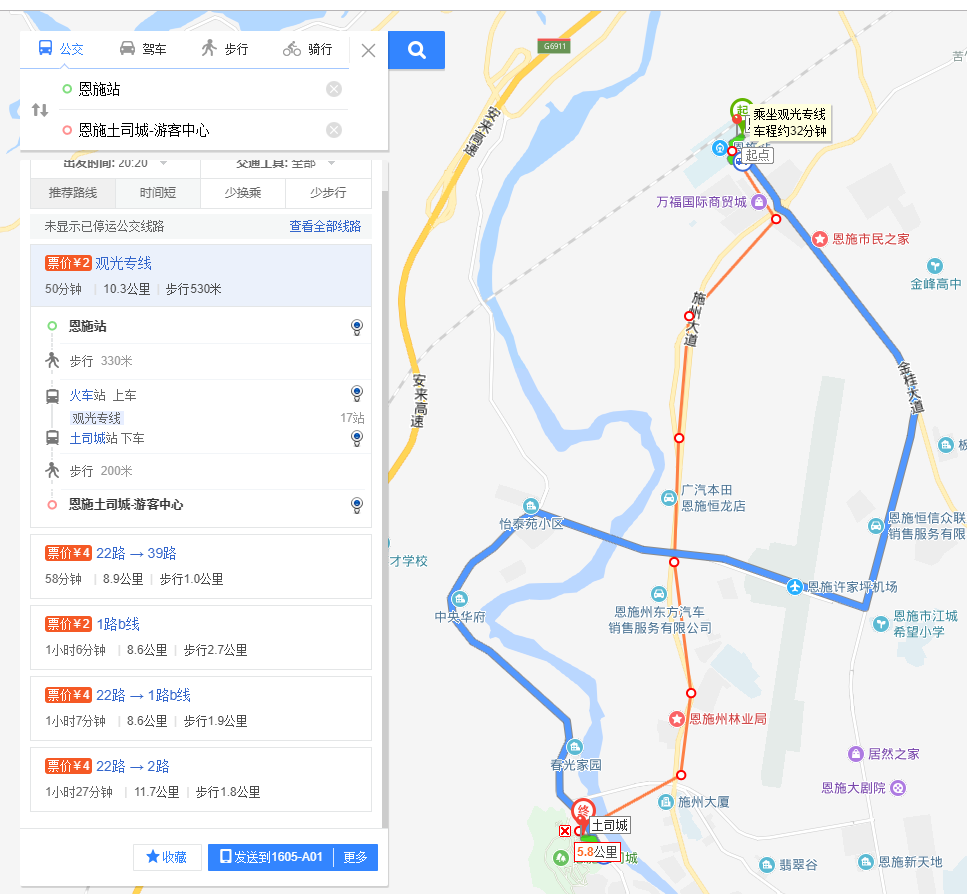 公交
驾车
步行
骑行
恩施站
恩施土司城-游客中心
出发时间: 20:20
交通工具: 全部
推荐路线
时间短
少换乘
少步行
未显示已停运公交线路
查看全部线路
票价¥2 观光专线
50分钟 | 10.3公里 | 步行530米
恩施站
步行 330米
火车站 上车
观光专线
17站
土司城站 下车
步行 200米
恩施土司城-游客中心
票价¥4 22路 → 39路
58分钟 | 8.9公里 | 步行1.0公里
票价¥2 1路b线
1小时6分钟 | 8.6公里 | 步行2.7公里
票价¥4 22路 → 1路b线
1小时7分钟 | 8.6公里 | 步行1.9公里
票价¥4 22路 → 2路
1小时27分钟 | 11.7公里 | 步行1.8公里
收藏
发送到1605-A01
更多
G6911
安来高速
起
乘坐观光专线
车程约32分钟
起点
万福国际商贸城
恩施市民之家
金峰高中
施州大道
安来高速
金桂大道
广汽本田
恩施恒龙店
怡泰苑小区
恩施恒信众联
销售服务有限
才学校
恩施许家坪机场
中央华府
恩施州东方汽车
销售服务有限公司
恩施市江城
希望小学
恩施州林业局
居然之家
春光家园
恩施大剧院
施州大厦
终
土司城
5.8公里
翡翠谷
恩施新天地